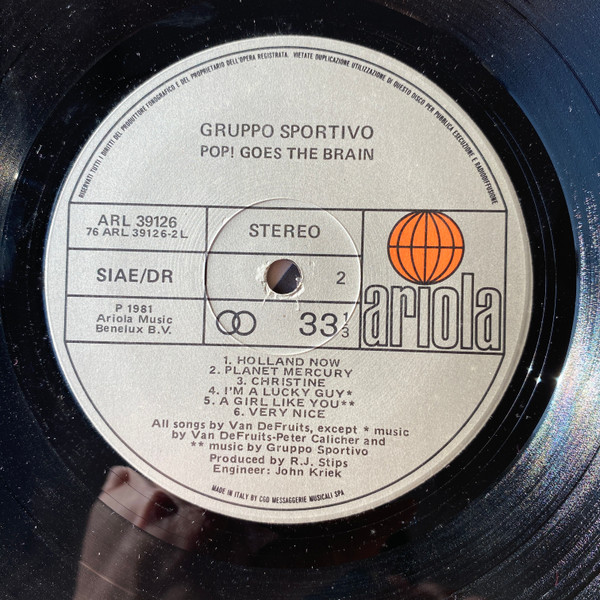 RISERVATI TUTTI I DIRITTI DEL PRODUTTORE FONOGRAFICO E DEL PROPRIETARIO DELL'OPERA REGISTRATA. VIETATE DUPLICAZIONE UTILIZZAZIONE DI QUESTO DISCO PER PUBBLICA ESECUZIONE E RADIODIFFUSIONE
GRUPPO SPORTIVO
POP! GOES THE BRAIN
ARL 39126
76 ARL 39126-2L
STEREO
SIAE/DR
2
P 1981
Ariola Music
Benelux B.V.
33 1/3
ariola
1. HOLLAND NOW
2. PLANET MERCURY
3. CHRISTINE
4. I'M A LUCKY GUY*
5. A GIRL LIKE YOU**
6. VERY NICE
All songs by Van DeFruits, except * music
by Van DeFruits-Peter Calicher and
** music by Gruppo Sportivo
Produced by R.J. Stips
Engineer: John Kriek
MADE IN ITALY BY CGD MESSAGGERIE MUSICALI SPA